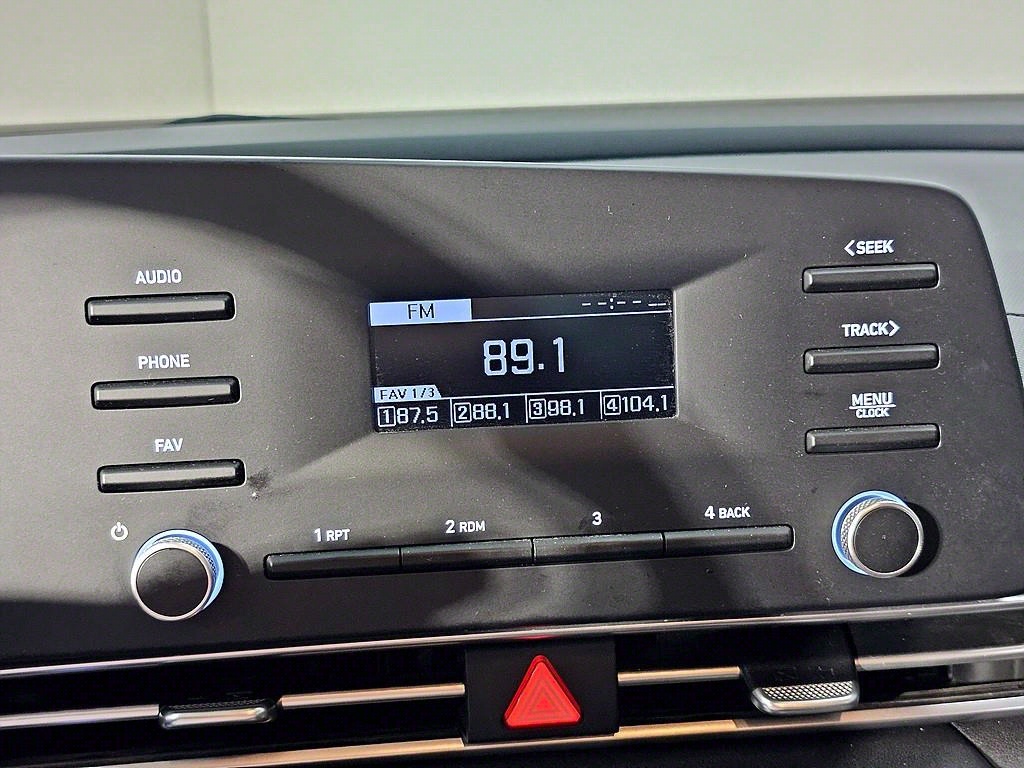 <SEEK
AUDIO
FM --:-- --
TRACK>
PHONE
89.1
FAV 1/3
MENU
CLOCK
1 87.5 2 88.1 3 98.1 4 104.1
FAV
1 RPT 2 RDM 3 4 BACK